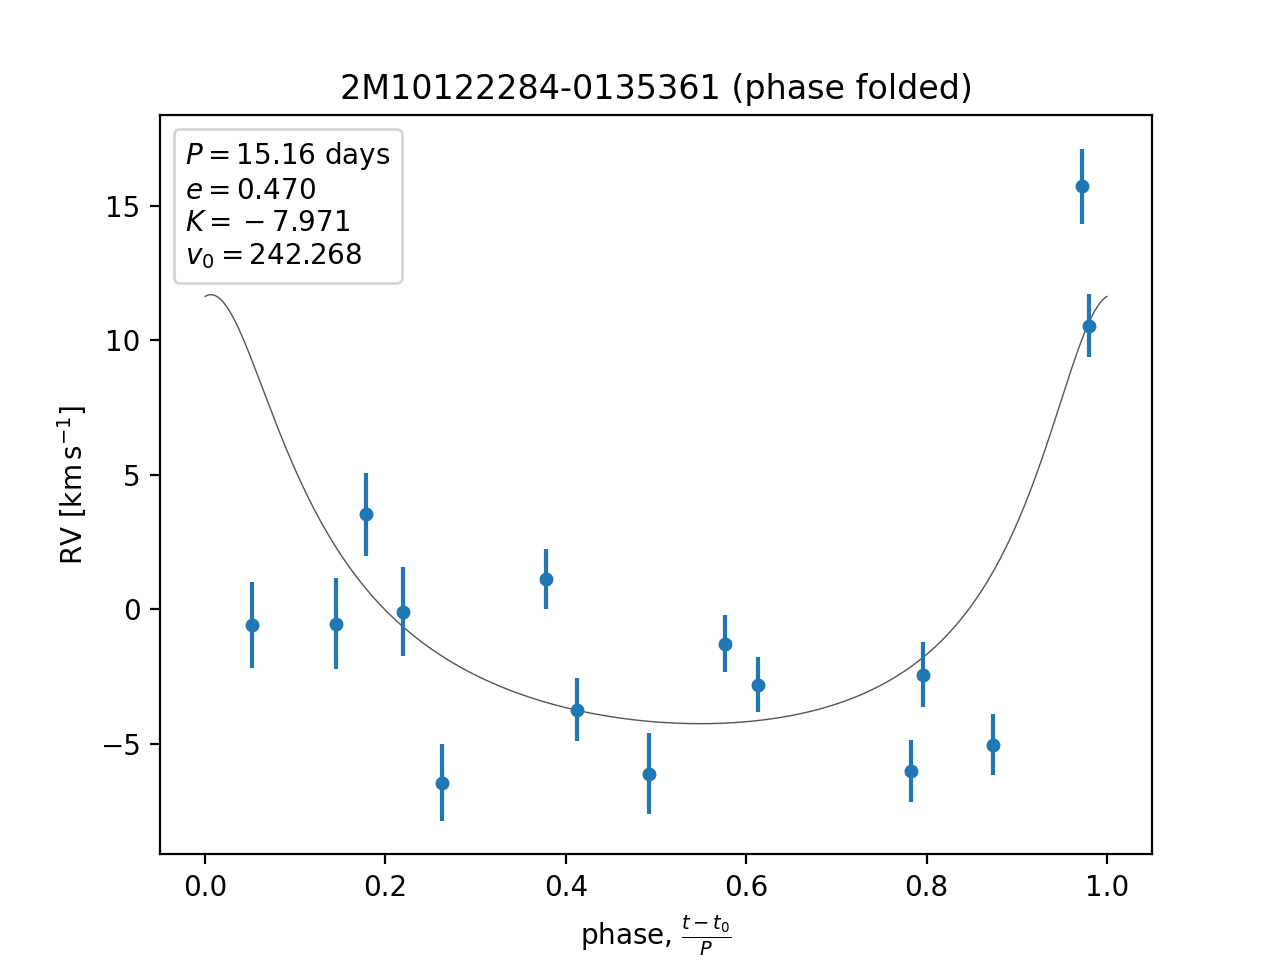 2M10122284-0135361 (phase folded)
P = 15.16 days
e = 0.470
K = −7.971
v₀ = 242.268
RV [km s⁻¹]
15
10
5
0
−5
0.0 0.2 0.4 0.6 0.8 1.0
phase, (t − t₀)/P